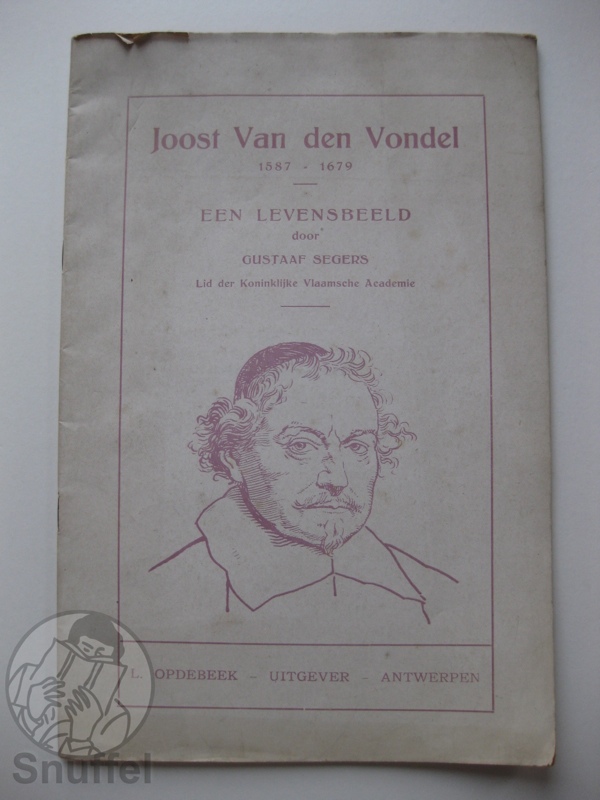 Joost Van den Vondel
1587 - 1679
EEN LEVENSBEELD
door
GUSTAAF SEGERS
Lid der Koninklijke Vlaamsche Academie
L. OPDEBEEK - UITGEVER - ANTWERPEN
Snuffel